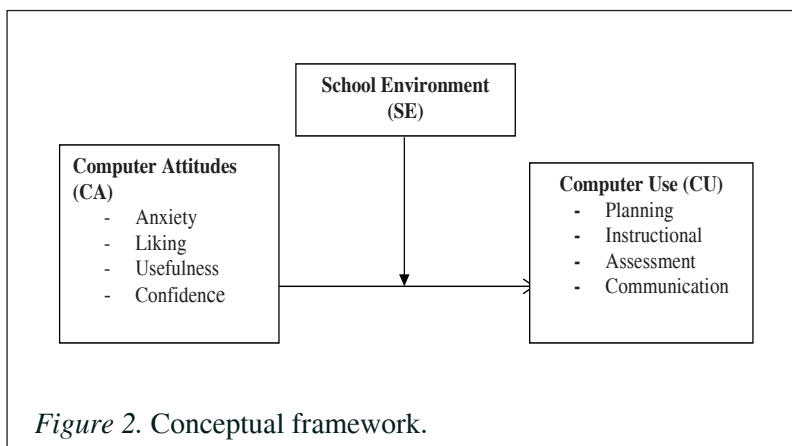 School Environment
(SE)
Computer Attitudes
(CA)
- Anxiety
- Liking
- Usefulness
- Confidence
Computer Use (CU)
- Planning
- Instructional
- Assessment
- Communication
Figure 2. Conceptual framework.